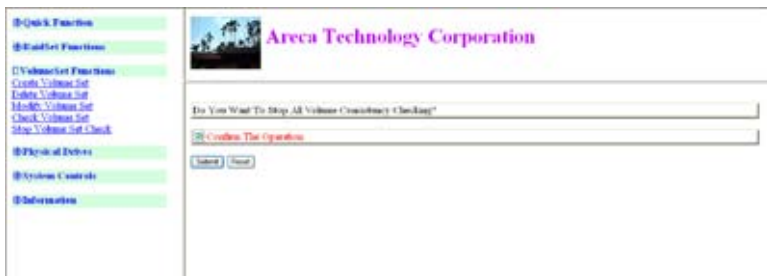 Quick Function
RaidSet Functions
VolumeSet Functions
Create Volume Set
Delete Volume Set
Modify Volume Set
Check Volume Set
Stop Volume Set Check
Physical Drives
System Controls
Information
Areca Technology Corporation
Do You Want To Stop All Volume Consistency Checking?
Confirm The Operation
Submit Reset